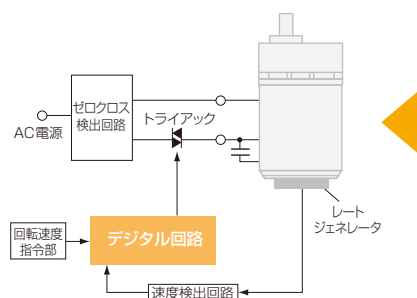 ゼロクロス
検出回路
トライアック
AC電源
レート
ジェネレータ
回転速度
指令部
デジタル回路
速度検出回路